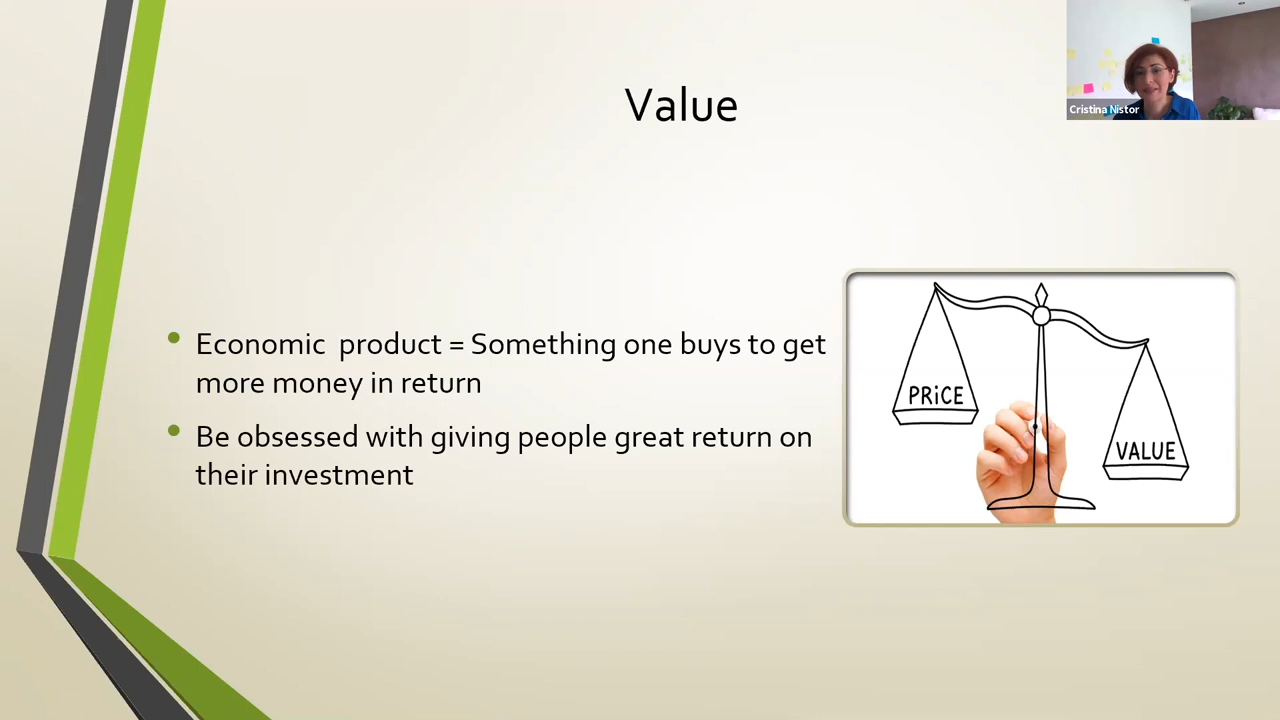 Value
Cristina Nistor
• Economic product = Something one buys to get
more money in return
• Be obsessed with giving people great return on
their investment
PRiCE
VALUE